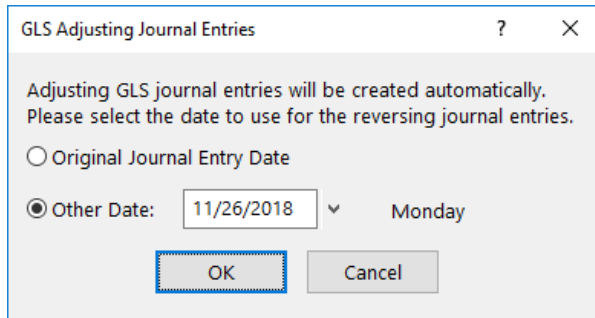 GLS Adjusting Journal Entries ?
Adjusting GLS journal entries will be created automatically.
Please select the date to use for the reversing journal entries.
Original Journal Entry Date
Other Date: 11/26/2018 Monday
OK Cancel